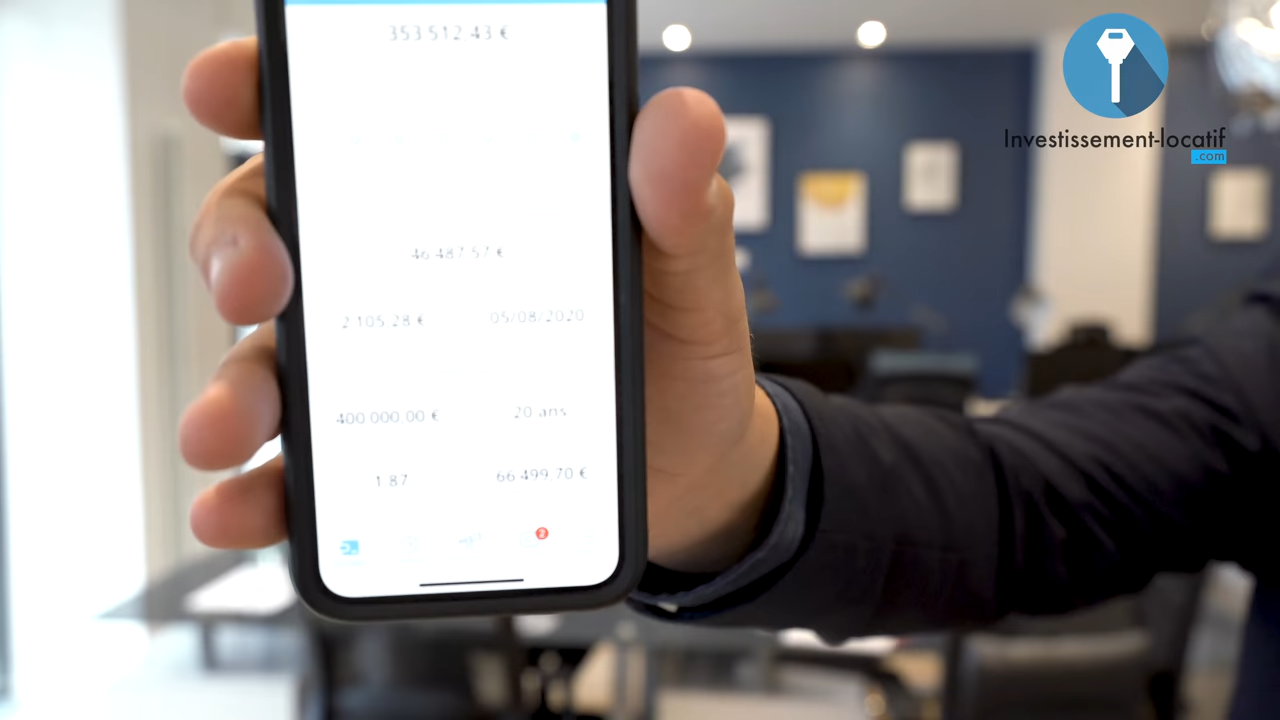 353 512,43 €
46 487,57 €
2 105,28 € 05/08/2020
400 000,00 € 20 ans
1.87 66 499,70 €
2
Investissement-locatif
.com